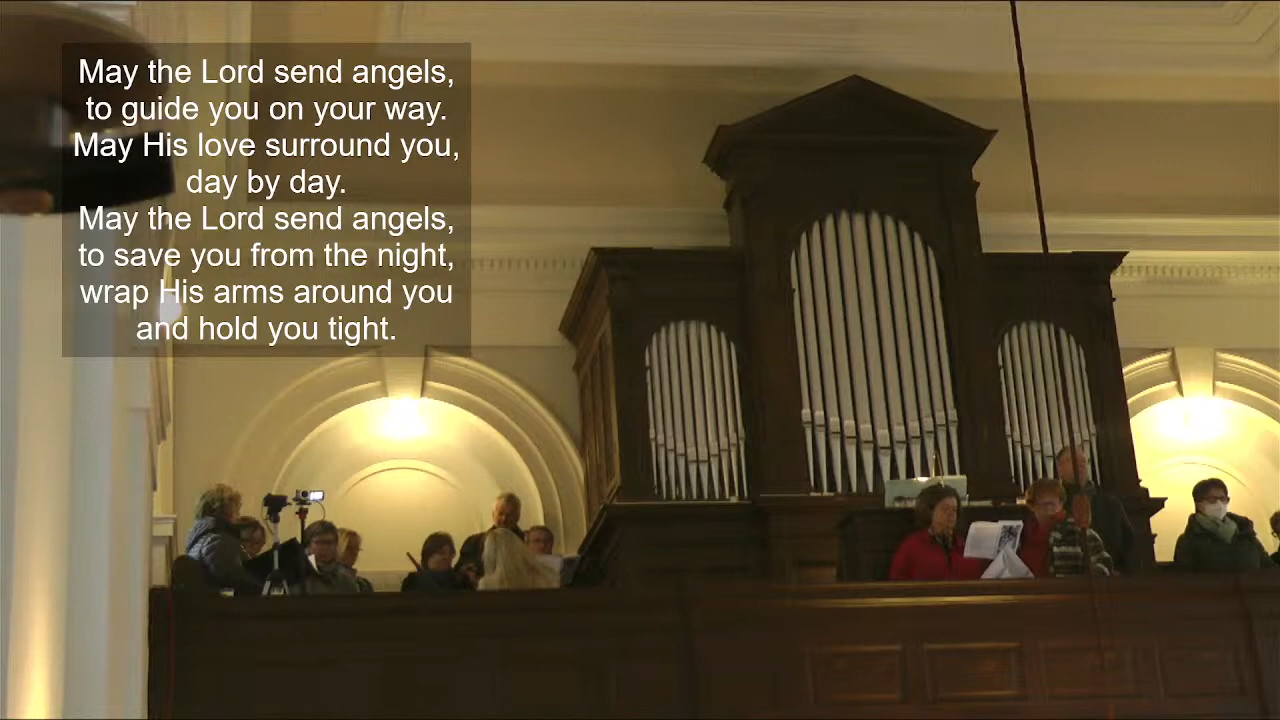 May the Lord send angels,
to guide you on your way.
May His love surround you,
day by day.
May the Lord send angels,
to save you from the night,
wrap His arms around you
and hold you tight.